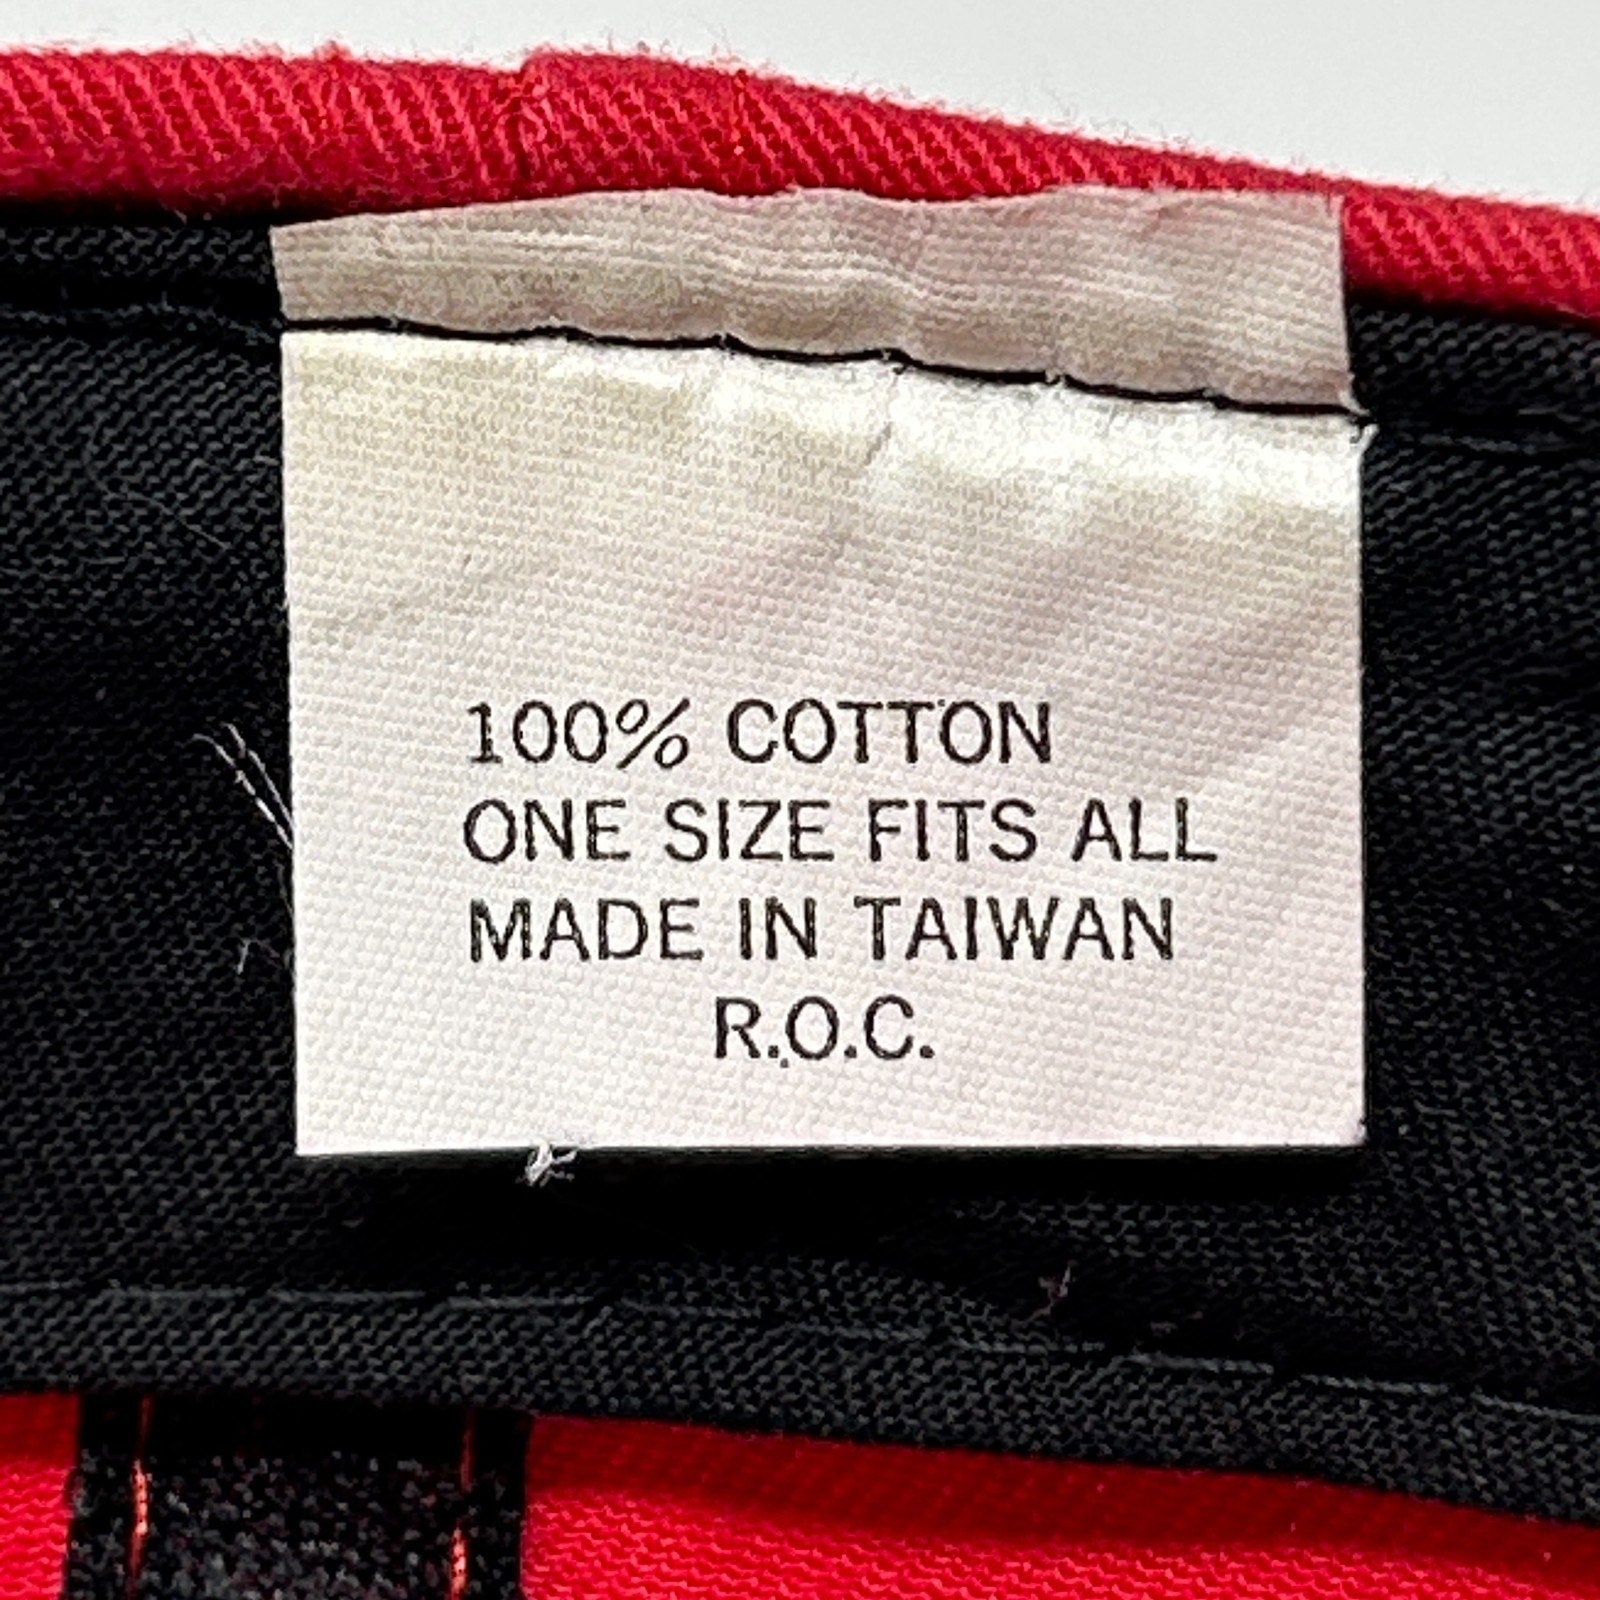 100% COTTON
ONE SIZE FITS ALL
MADE IN TAIWAN
R.O.C.